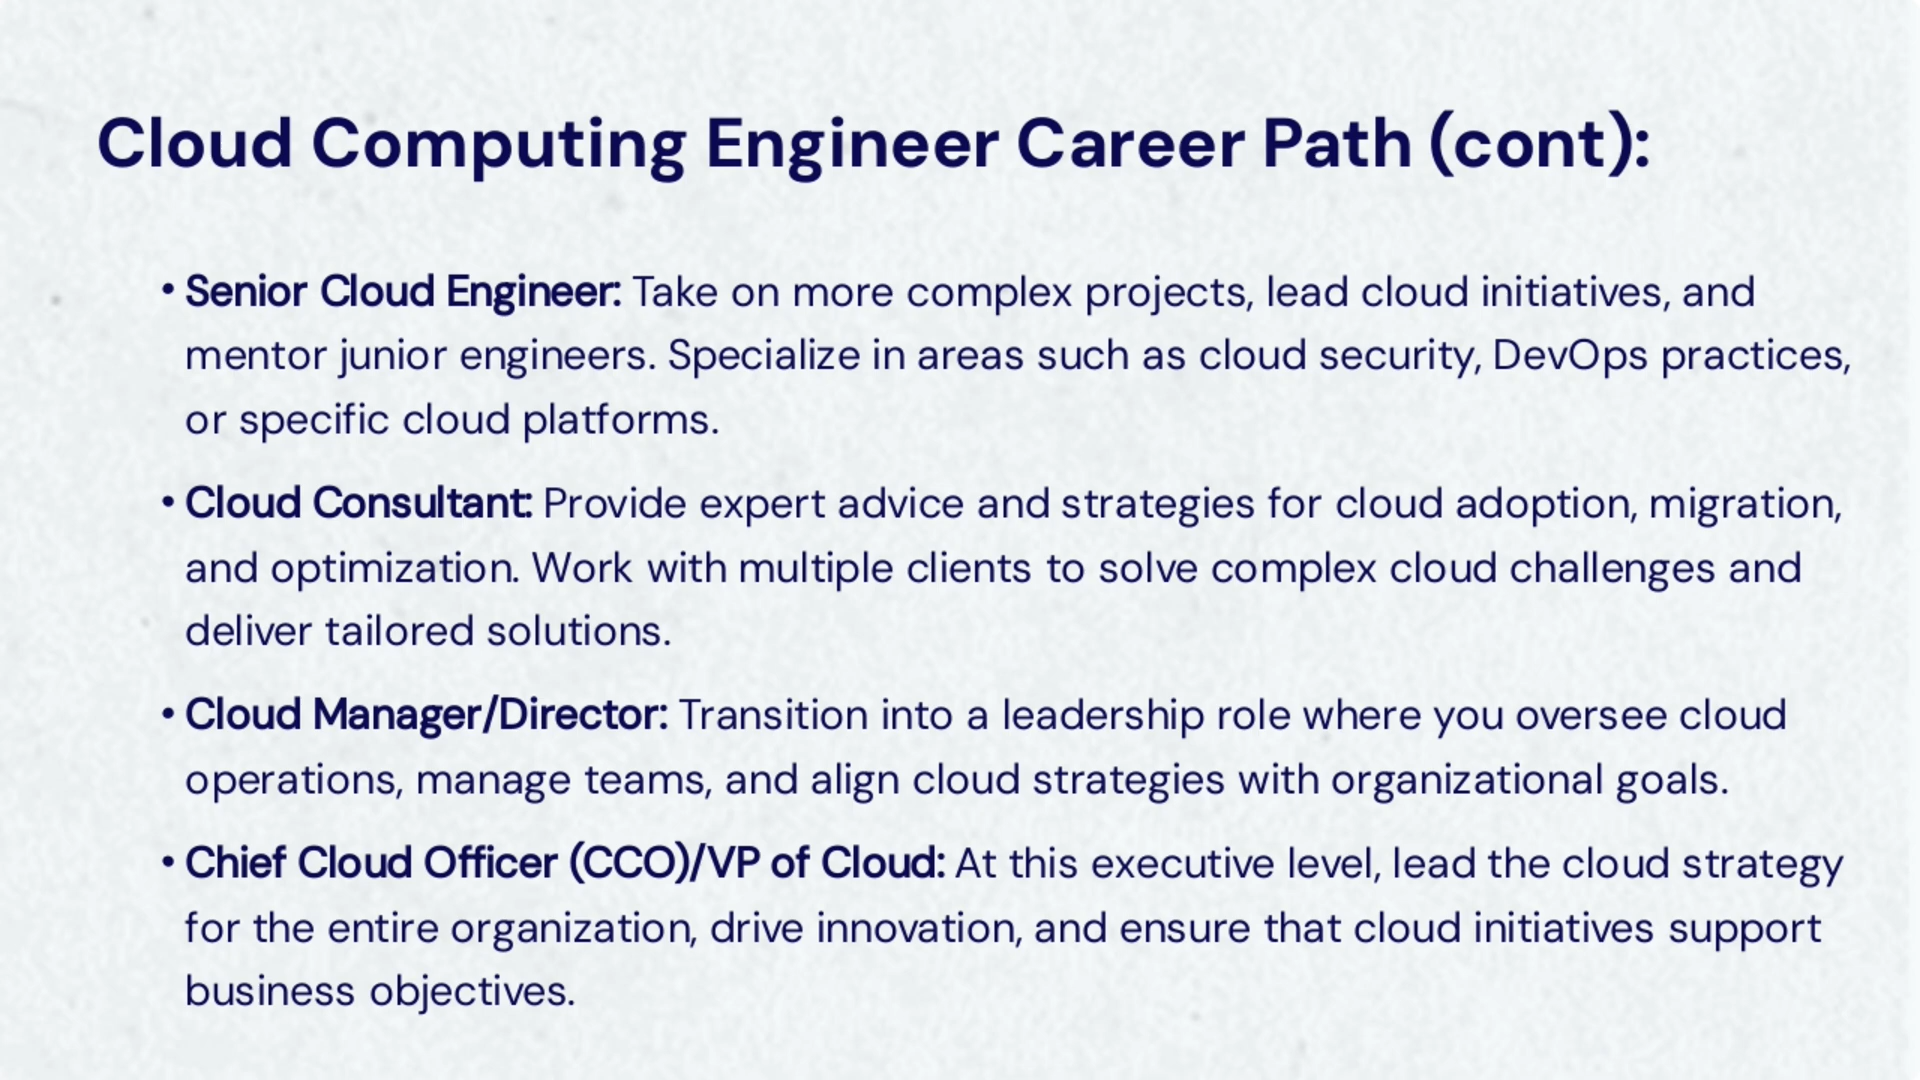 Cloud Computing Engineer Career Path (cont):
• Senior Cloud Engineer: Take on more complex projects, lead cloud initiatives, and
mentor junior engineers. Specialize in areas such as cloud security, DevOps practices,
or specific cloud platforms.
• Cloud Consultant: Provide expert advice and strategies for cloud adoption, migration,
and optimization. Work with multiple clients to solve complex cloud challenges and
deliver tailored solutions.
• Cloud Manager/Director: Transition into a leadership role where you oversee cloud
operations, manage teams, and align cloud strategies with organizational goals.
• Chief Cloud Officer (CCO)/VP of Cloud: At this executive level, lead the cloud strategy
for the entire organization, drive innovation, and ensure that cloud initiatives support
business objectives.